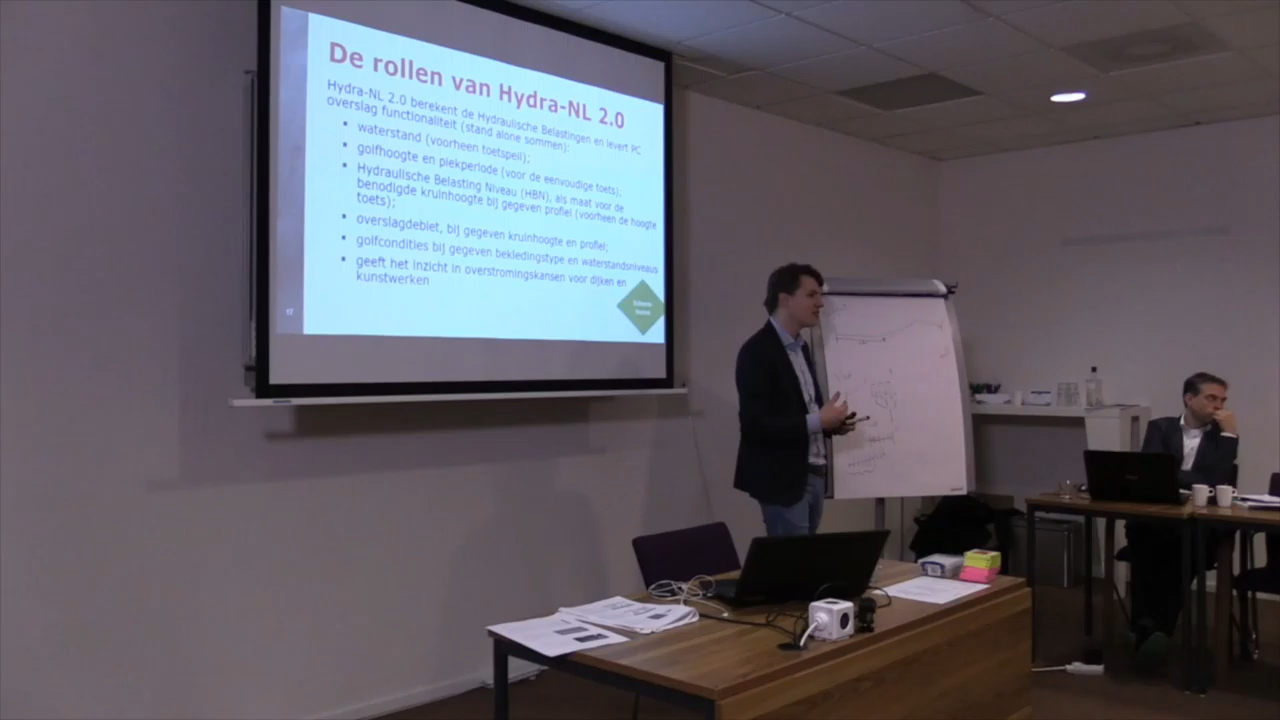 De rollen van Hydra-NL 2.0
Hydra-NL 2.0 berekent de Hydraulische Belastingen en levert PC
overslag functionaliteit (stand alone sommen):
▪ waterstand (voorheen toetspeil);
▪ golfhoogte en piekperiode (voor de eenvoudige toets);
▪ Hydraulische Belasting Niveau (HBN), als maat voor de
benodigde kruinhoogte bij gegeven profiel (voorheen de hoogte
toets);
▪ overslagdebiet, bij gegeven kruinhoogte en profiel;
▪ golfcondities bij gegeven bekledingstype en waterstandsniveaus
▪ geeft het inzicht in overstromingskansen voor dijken en
kunstwerken
17